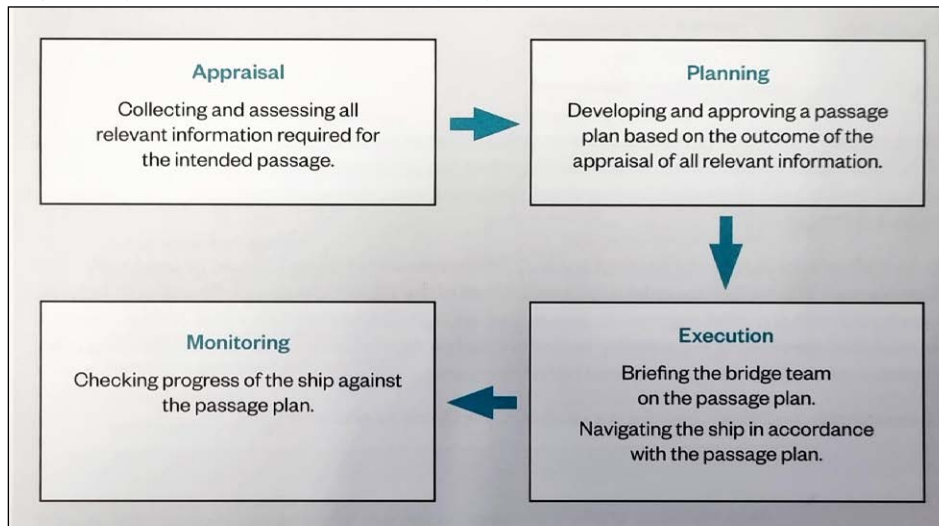 Appraisal
Collecting and assessing all
relevant information required for
the intended passage.
Planning
Developing and approving a passage
plan based on the outcome of the
appraisal of all relevant information.
Execution
Briefing the bridge team
on the passage plan.
Navigating the ship in accordance
with the passage plan.
Monitoring
Checking progress of the ship against
the passage plan.